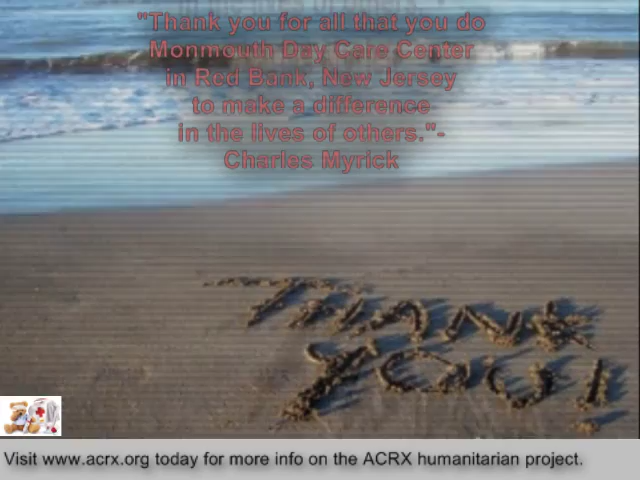 "Thank you for all that you do
Monmouth Day Care Center
in Red Bank, New Jersey
to make a difference
in the lives of others."-
Charles Myrick
THANK
YOU!
Visit www.acrx.org today for more info on the ACRX humanitarian project.